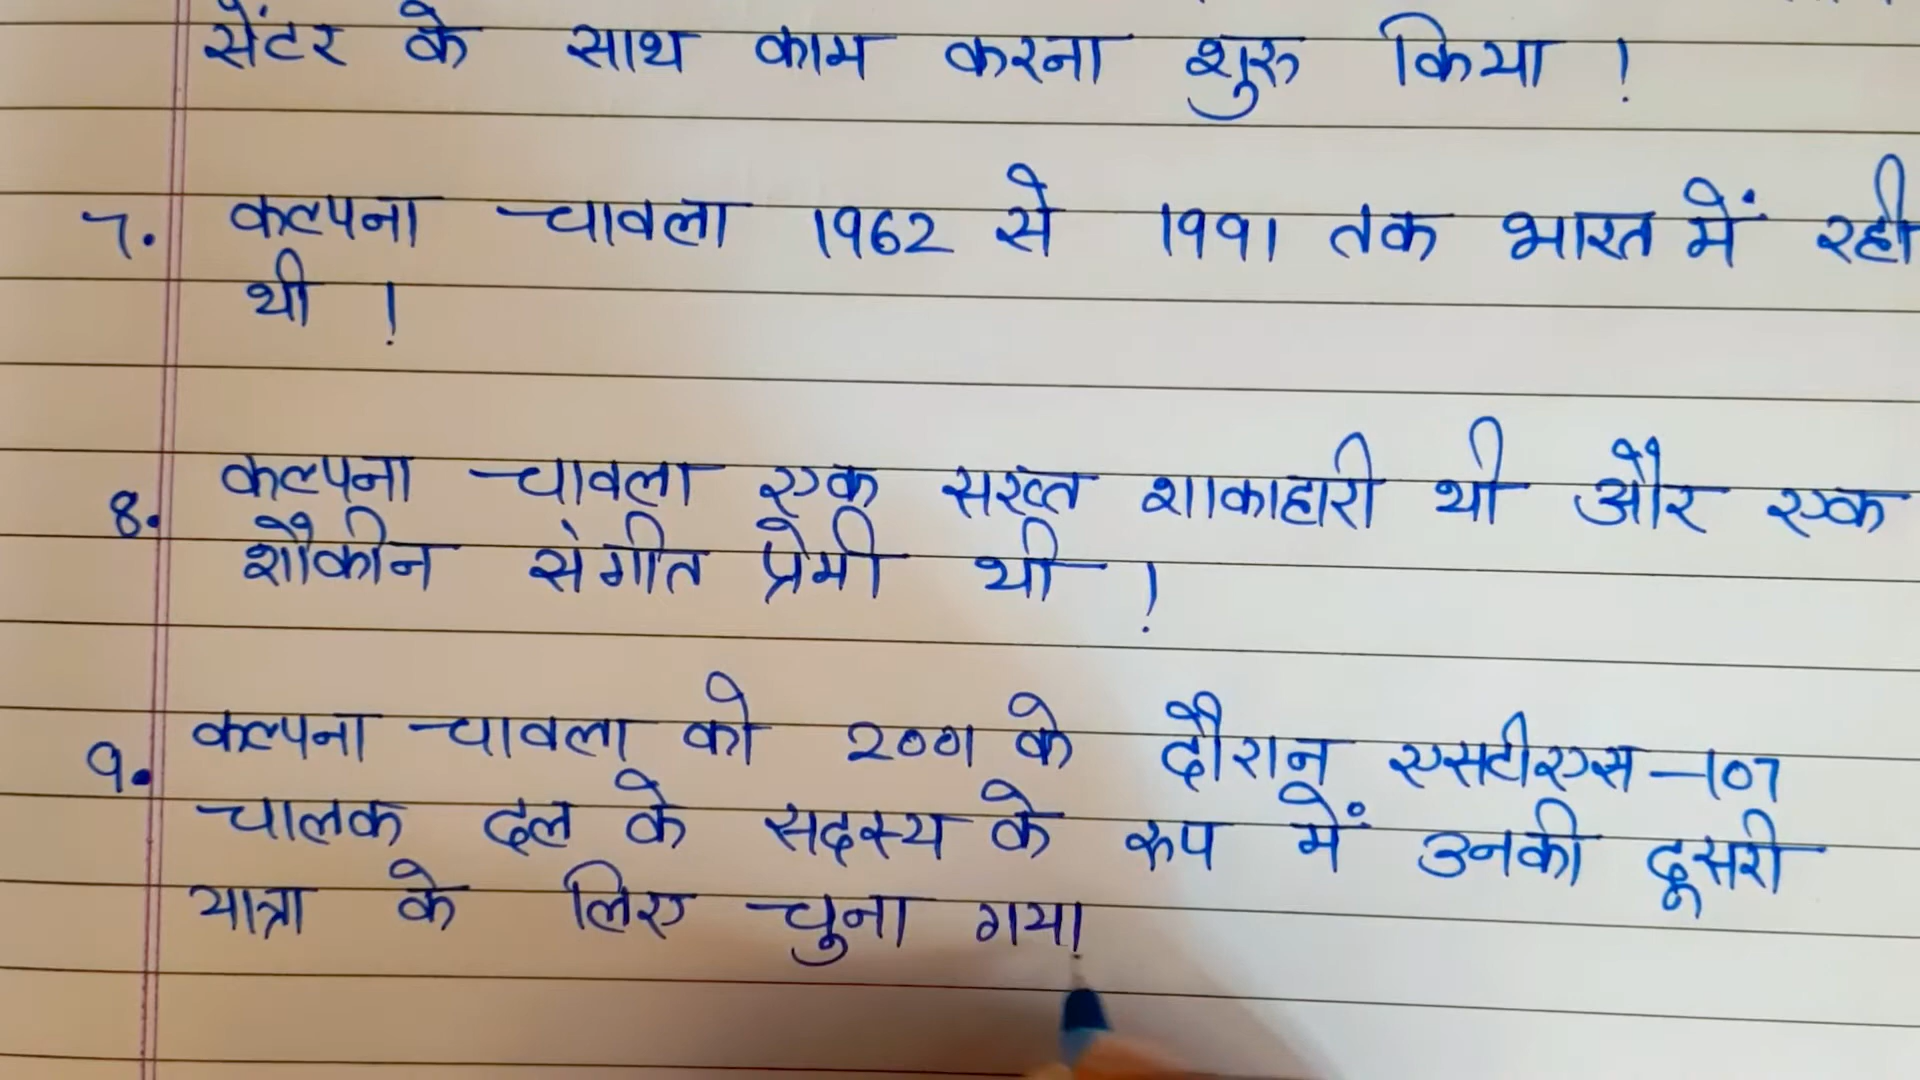 सेंटर के साथ काम करना शुरू किया !
7. कल्पना चावला 1962 से 1991 तक भारत में रही
थी !
8. कल्पना चावला एक सख्त शाकाहारी थी और एक
शौकीन संगीत प्रेमी थी !
9. कल्पना चावला को 2001 के दौरान एसटीएस-107
चालक दल के सदस्य के रूप में उनकी दूसरी
यात्रा के लिए चुना गया